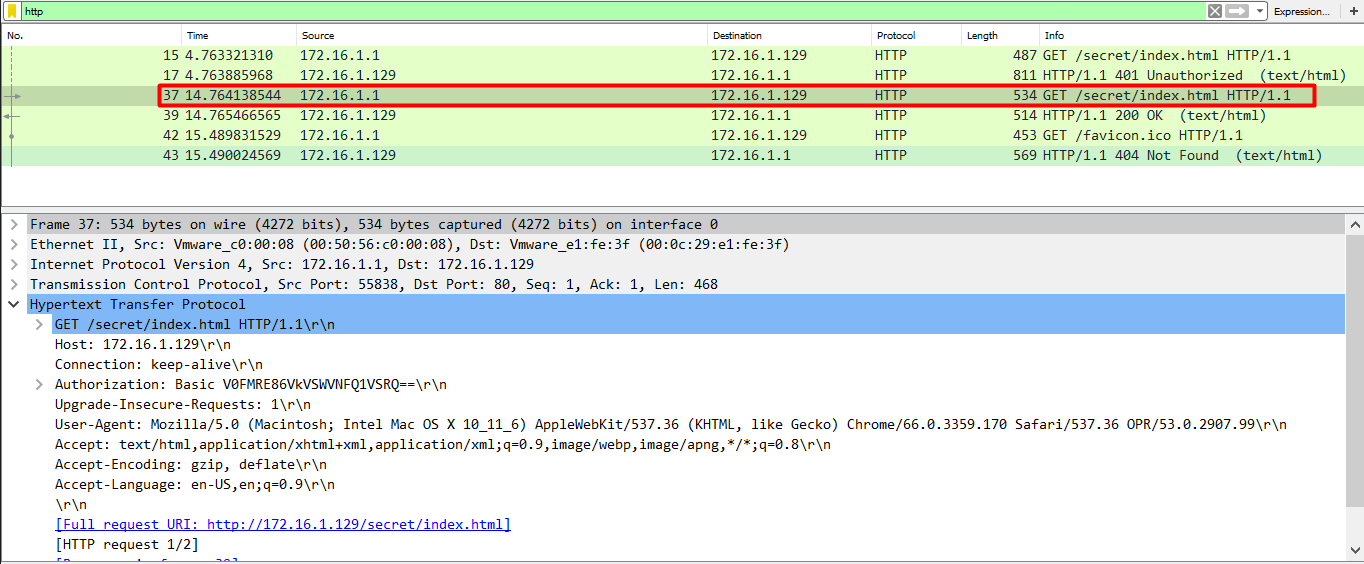 http Expression... +
No. Time Source Destination Protocol Length Info
15 4.763321310 172.16.1.1 172.16.1.129 HTTP 487 GET /secret/index.html HTTP/1.1
17 4.763885968 172.16.1.129 172.16.1.1 HTTP 811 HTTP/1.1 401 Unauthorized (text/html)
37 14.764138544 172.16.1.1 172.16.1.129 HTTP 534 GET /secret/index.html HTTP/1.1
39 14.765466565 172.16.1.129 172.16.1.1 HTTP 514 HTTP/1.1 200 OK (text/html)
42 15.489831529 172.16.1.1 172.16.1.129 HTTP 453 GET /favicon.ico HTTP/1.1
43 15.490024569 172.16.1.129 172.16.1.1 HTTP 569 HTTP/1.1 404 Not Found (text/html)
Frame 37: 534 bytes on wire (4272 bits), 534 bytes captured (4272 bits) on interface 0
Ethernet II, Src: Vmware_c0:00:08 (00:50:56:c0:00:08), Dst: Vmware_e1:fe:3f (00:0c:29:e1:fe:3f)
Internet Protocol Version 4, Src: 172.16.1.1, Dst: 172.16.1.129
Transmission Control Protocol, Src Port: 55838, Dst Port: 80, Seq: 1, Ack: 1, Len: 468
Hypertext Transfer Protocol
GET /secret/index.html HTTP/1.1\r\n
Host: 172.16.1.129\r\n
Connection: keep-alive\r\n
Authorization: Basic V0FMRE86VkVSWVNFQ1VSRQ==\r\n
Upgrade-Insecure-Requests: 1\r\n
User-Agent: Mozilla/5.0 (Macintosh; Intel Mac OS X 10_11_6) AppleWebKit/537.36 (KHTML, like Gecko) Chrome/66.0.3359.170 Safari/537.36 OPR/53.0.2907.99\r\n
Accept: text/html,application/xhtml+xml,application/xml;q=0.9,image/webp,image/apng,*/*;q=0.8\r\n
Accept-Encoding: gzip, deflate\r\n
Accept-Language: en-US,en;q=0.9\r\n
\r\n
[Full request URI: http://172.16.1.129/secret/index.html]
[HTTP request 1/2]